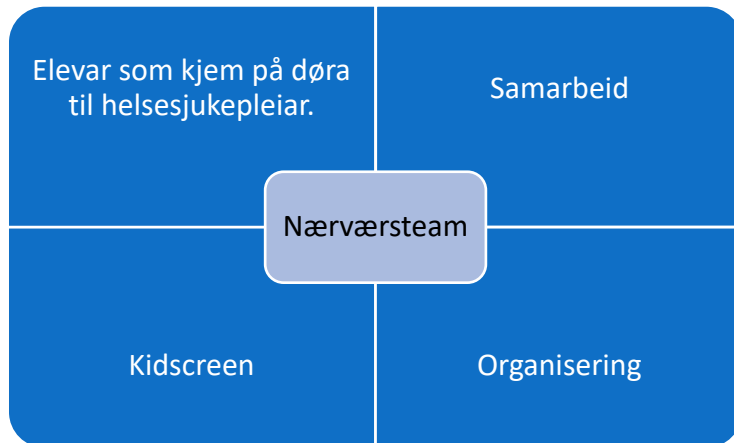 Elevar som kjem på døra
til helsesjukepleiar.
Samarbeid
Nærværsteam
Kidscreen
Organisering